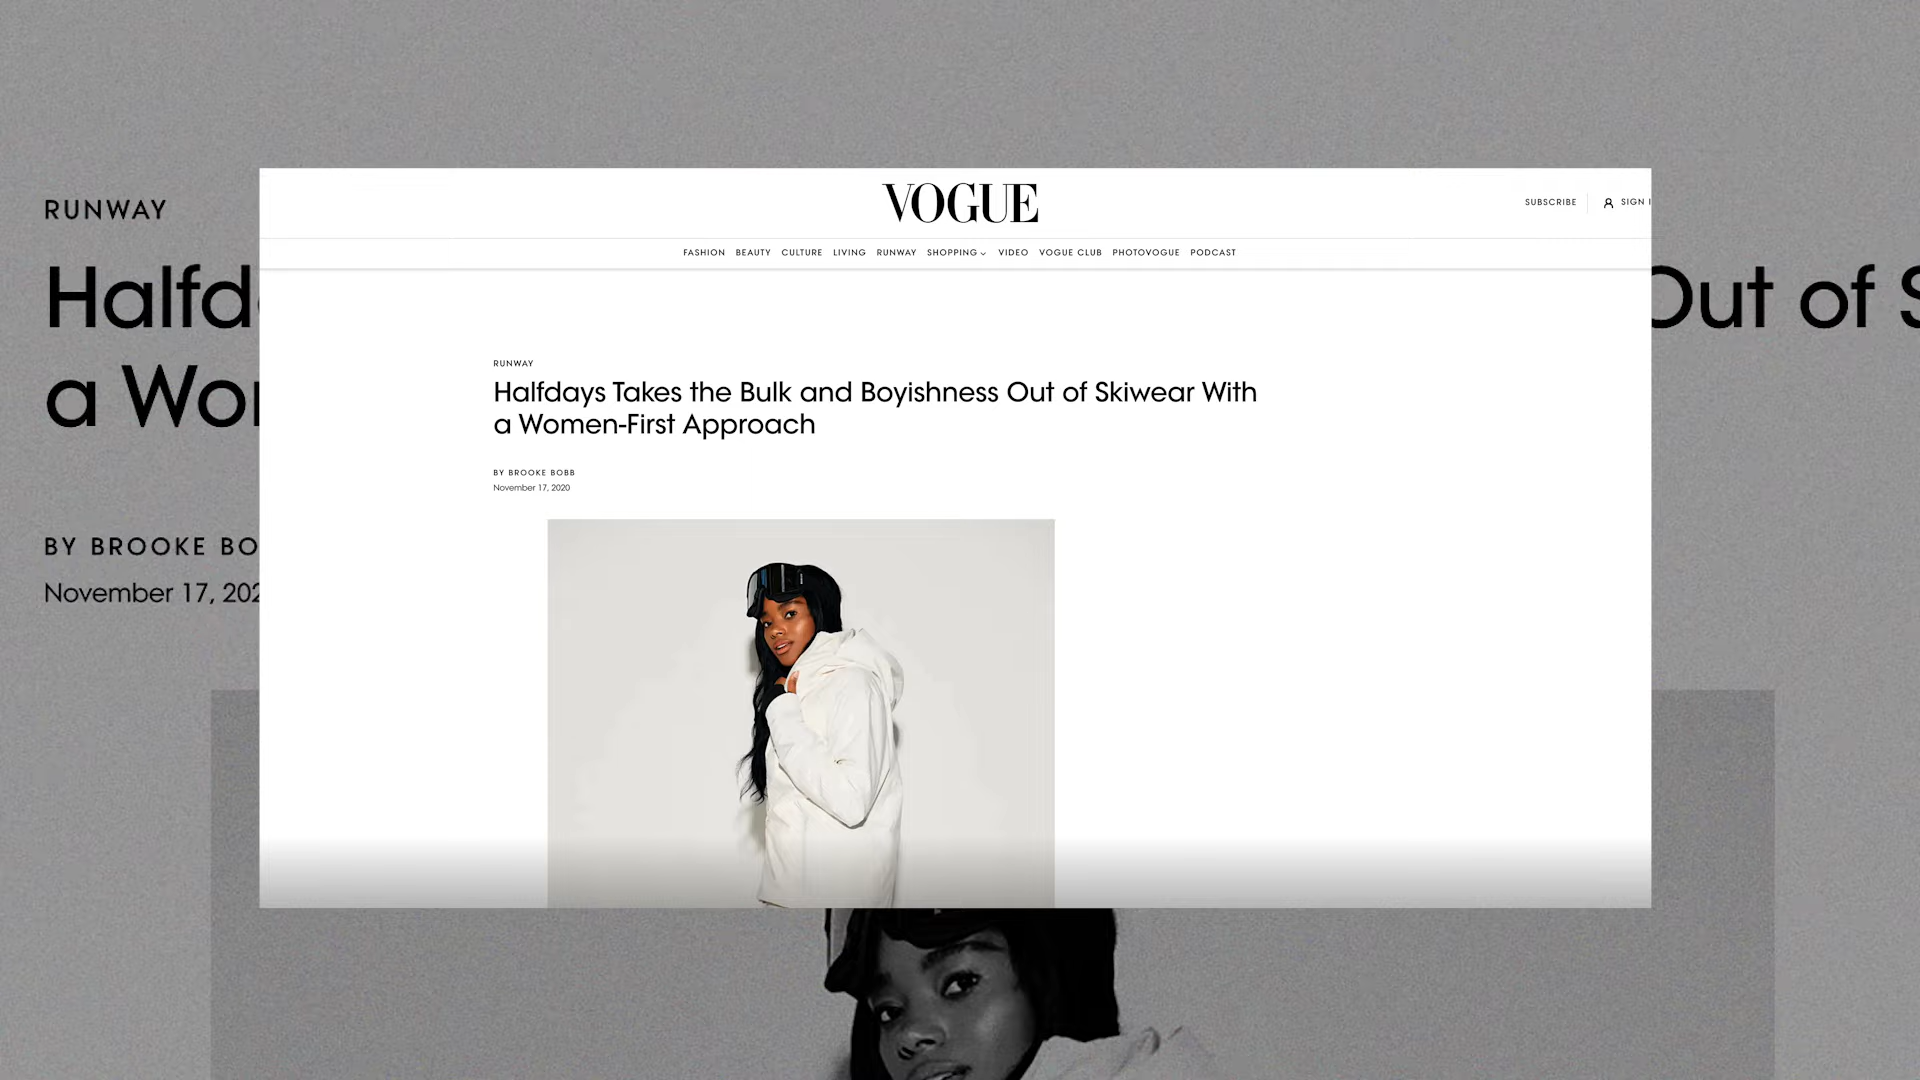 VOGUE
SUBSCRIBE
SIGN I
FASHION BEAUTY CULTURE LIVING RUNWAY SHOPPING VIDEO VOGUE CLUB PHOTOVOGUE PODCAST
RUNWAY
Halfdays Takes the Bulk and Boyishness Out of Skiwear With
a Women-First Approach
BY BROOKE BOBB
November 17, 2020
RUNWAY
Halfd Out of S
a Wo
BY BROOKE BO
November 17, 202